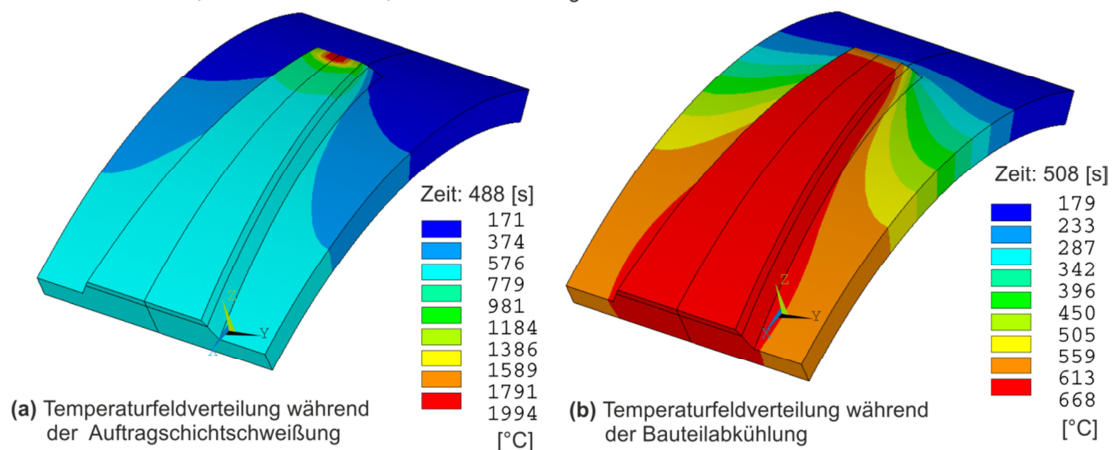 Zeit: 488 [s]
171
374
576
779
981
1184
1386
1589
1791
1994
[°C]
Z
Y
X
(a) Temperaturfeldverteilung während
der Auftragschichtschweißung
Zeit: 508 [s]
179
233
287
342
396
450
505
559
613
668
[°C]
Z
Y
X
(b) Temperaturfeldverteilung während
der Bauteilabkühlung